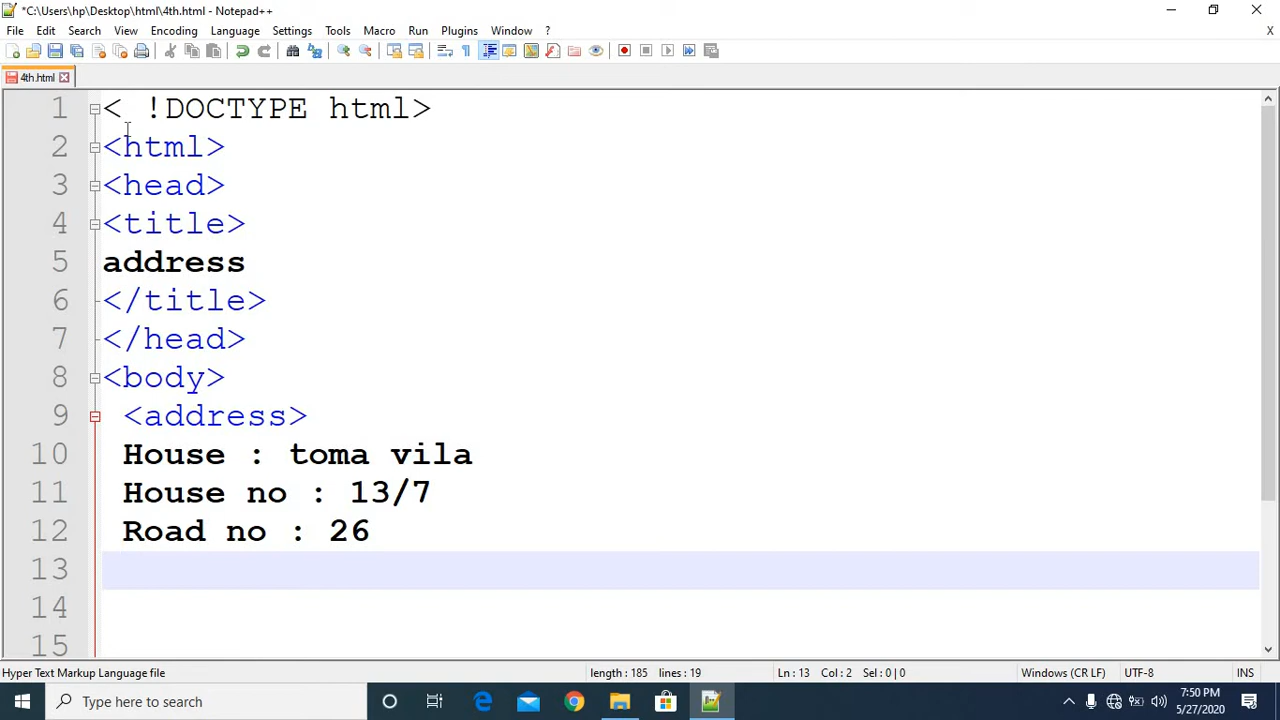 *C:\Users\hp\Desktop\html\4th.html - Notepad++
File Edit Search View Encoding Language Settings Tools Macro Run Plugins Window ? X
4th.html
1 < !DOCTYPE html>
2 <html>
3 <head>
4 <title>
5 address
6 </title>
7 </head>
8 <body>
9 <address>
10 House : toma vila
11 House no : 13/7
12 Road no : 26
13
14
15
Hyper Text Markup Language file length : 185 lines : 19 Ln : 13 Col : 2 Sel : 0 | 0 Windows (CR LF) UTF-8 INS
Type here to search
7:50 PM
5/27/2020